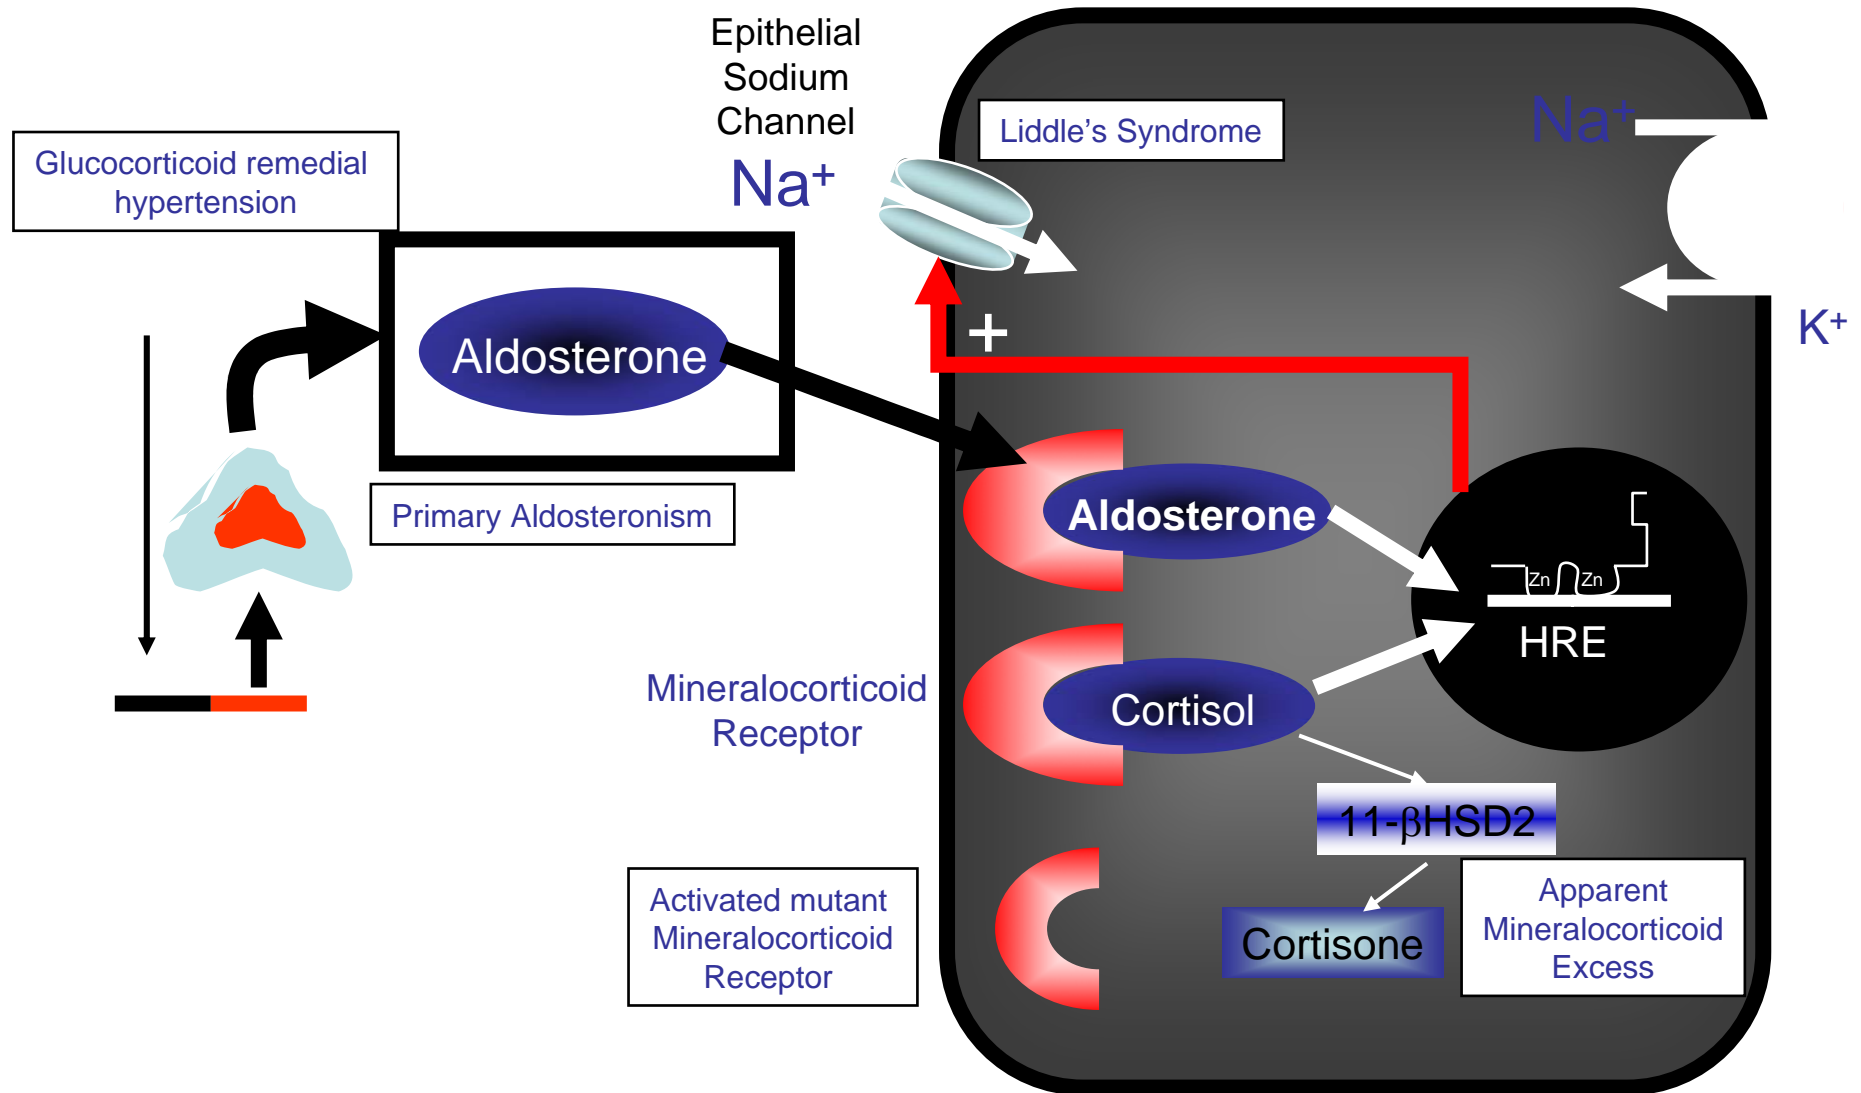 Epithelial
Sodium
Channel
Na⁺
Liddle's Syndrome
Na⁺
K⁺
Glucocorticoid remedial
hypertension
Aldosterone
Primary Aldosteronism
Aldosterone
Zn Zn
HRE
Mineralocorticoid
Receptor
Cortisol
11-βHSD2
Cortisone
Activated mutant
Mineralocorticoid
Receptor
Apparent
Mineralocorticoid
Excess
+